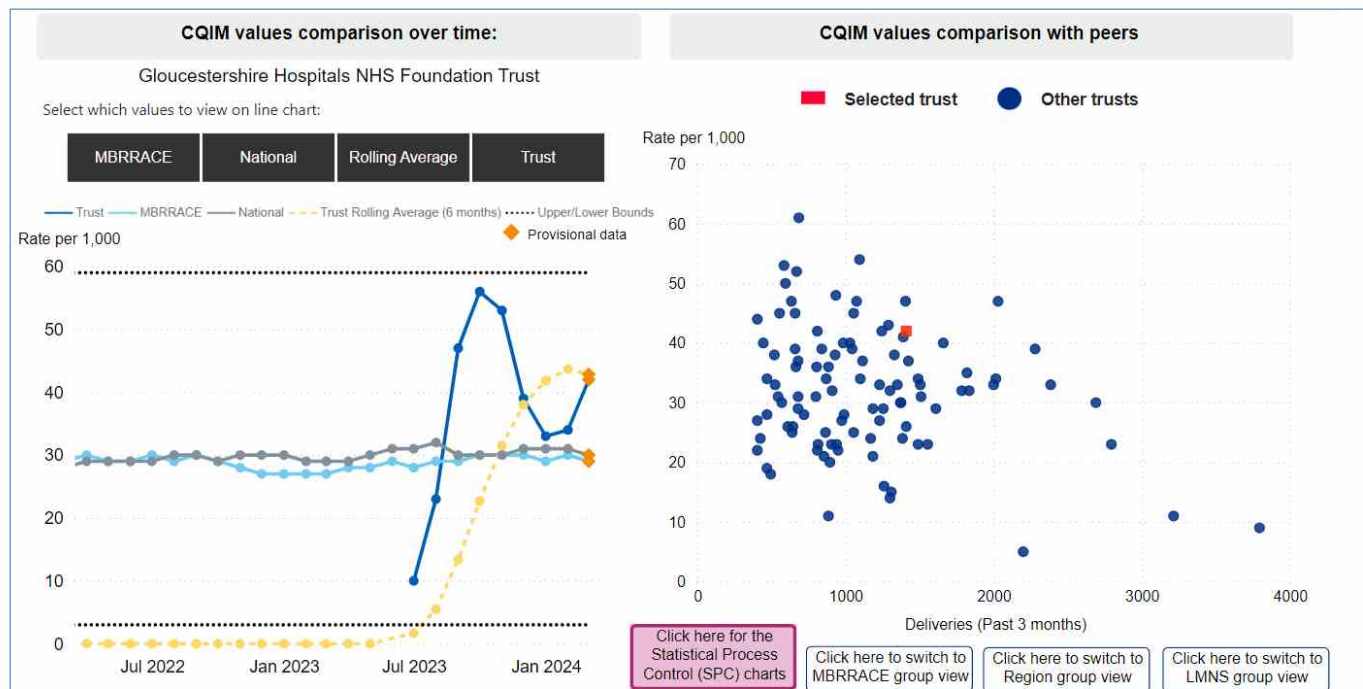 CQIM values comparison over time:
Gloucestershire Hospitals NHS Foundation Trust
Select which values to view on line chart:
MBRRACE National Rolling Average Trust
Trust MBRRACE National Trust Rolling Average (6 months) Upper/Lower Bounds
Rate per 1,000
Provisional data
60
50
40
30
20
10
0
Jul 2022 Jan 2023 Jul 2023 Jan 2024
CQIM values comparison with peers
Selected trust Other trusts
Rate per 1,000
70
60
50
40
30
20
10
0
0 1000 2000 3000 4000
Deliveries (Past 3 months)
Click here for the
Statistical Process
Control (SPC) charts
Click here to switch to
MBRRACE group view
Click here to switch to
Region group view
Click here to switch to
LMNS group view